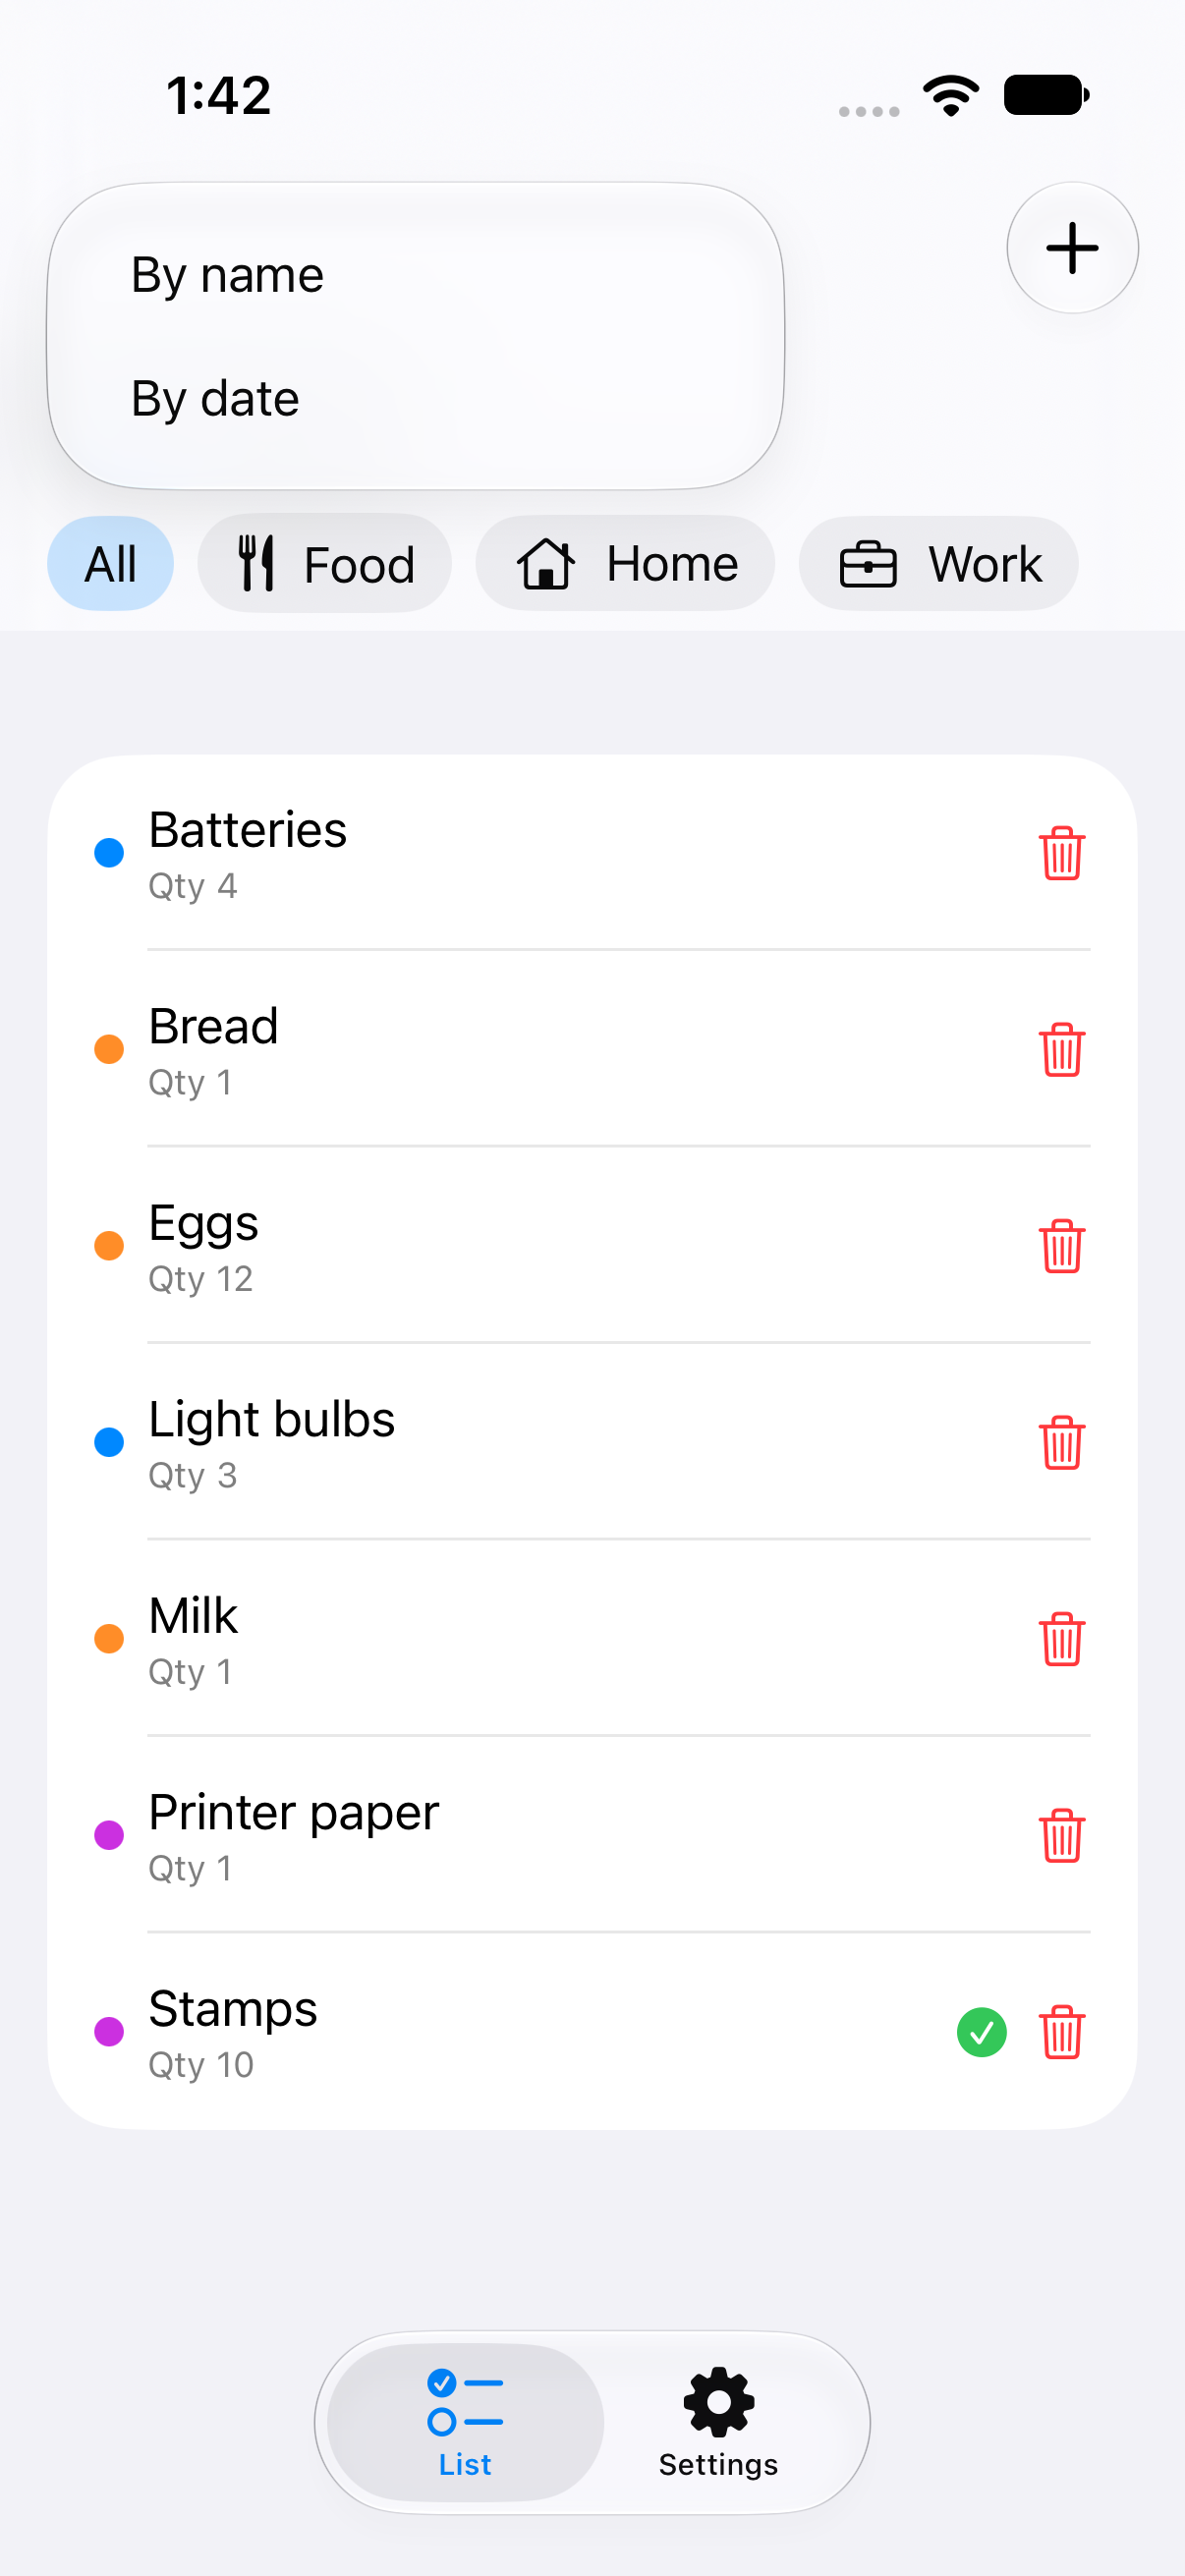 1:42
By name
By date
All
Food
Home
Work
Batteries
Qty 4
Bread
Qty 1
Eggs
Qty 12
Light bulbs
Qty 3
Milk
Qty 1
Printer paper
Qty 1
Stamps
Qty 10
List
Settings